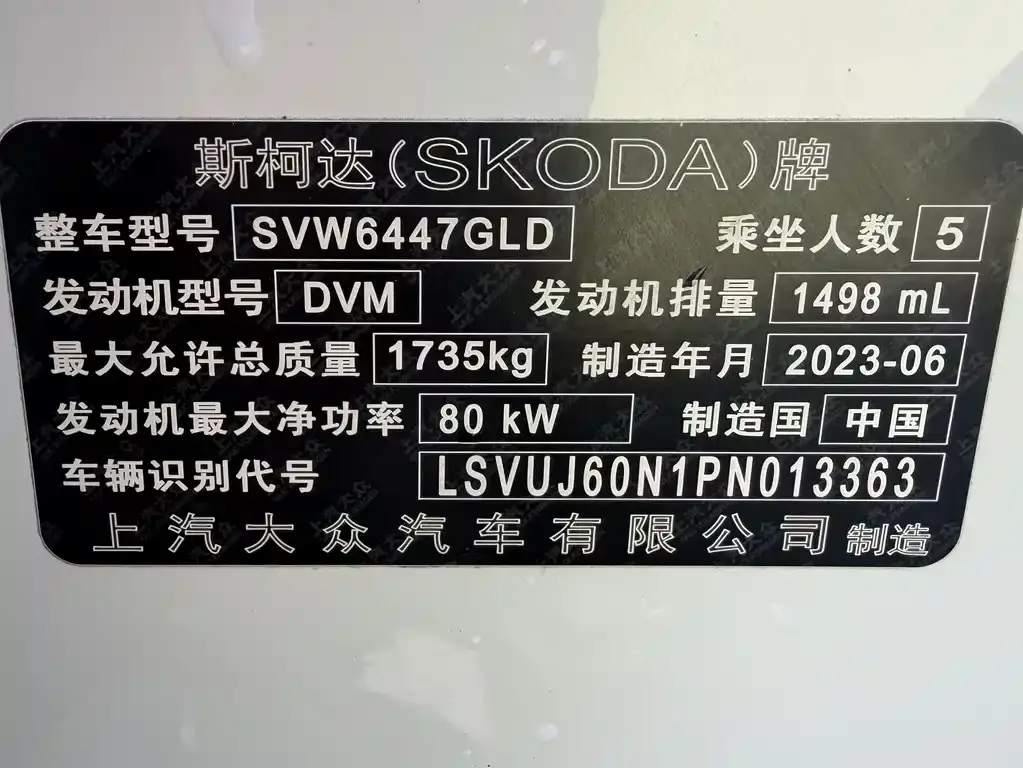 斯柯达(SKODA)牌
整车型号 SVW6447GLD 乘坐人数 5
发动机型号 DVM 发动机排量 1498 mL
最大允许总质量 1735kg 制造年月 2023-06
发动机最大净功率 80 kW 制造国 中国
车辆识别代号 LSVUJ60N1PN013363
上汽大众汽车有限公司 制造